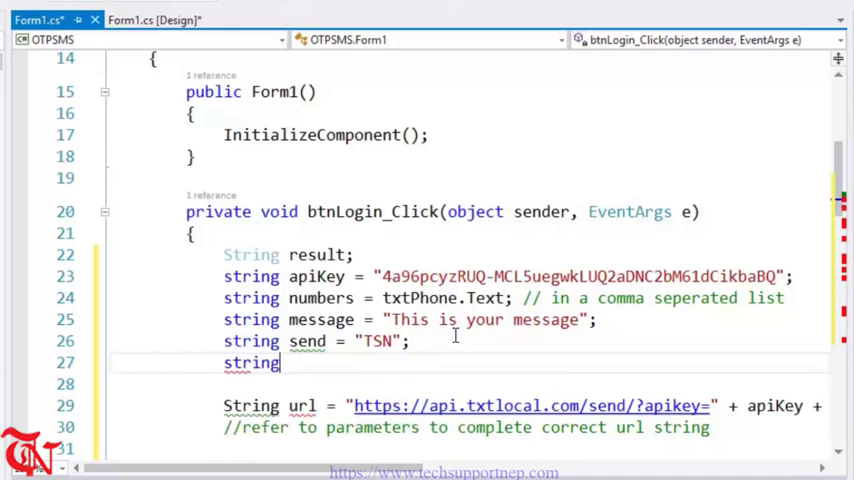 Form1.cs* Form1.cs [Design]*
OTPSMS OTPSMS.Form1 btnLogin_Click(object sender, EventArgs e)
14 {
1 reference
15 public Form1()
16 {
17 InitializeComponent();
18 }
19
1 reference
20 private void btnLogin_Click(object sender, EventArgs e)
21 {
22 String result;
23 string apiKey = "4a96pcyzRUQ-MCL5uegwkLUQ2aDNC2bM61dCikbaBQ";
24 string numbers = txtPhone.Text; // in a comma seperated list
25 string message = "This is your message";
26 string send = "TSN";
27 string
28
29 String url = "https://api.txtlocal.com/send/?apikey=" + apiKey +
30 //refer to parameters to complete correct url string
31
https://www.techsupportnep.com